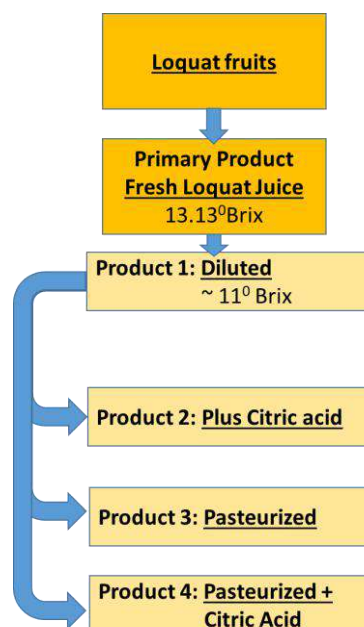 Loquat fruits
Primary Product
Fresh Loquat Juice
13.13⁰Brix
Product 1: Diluted
~ 11⁰ Brix
Product 2: Plus Citric acid
Product 3: Pasteurized
Product 4: Pasteurized +
Citric Acid